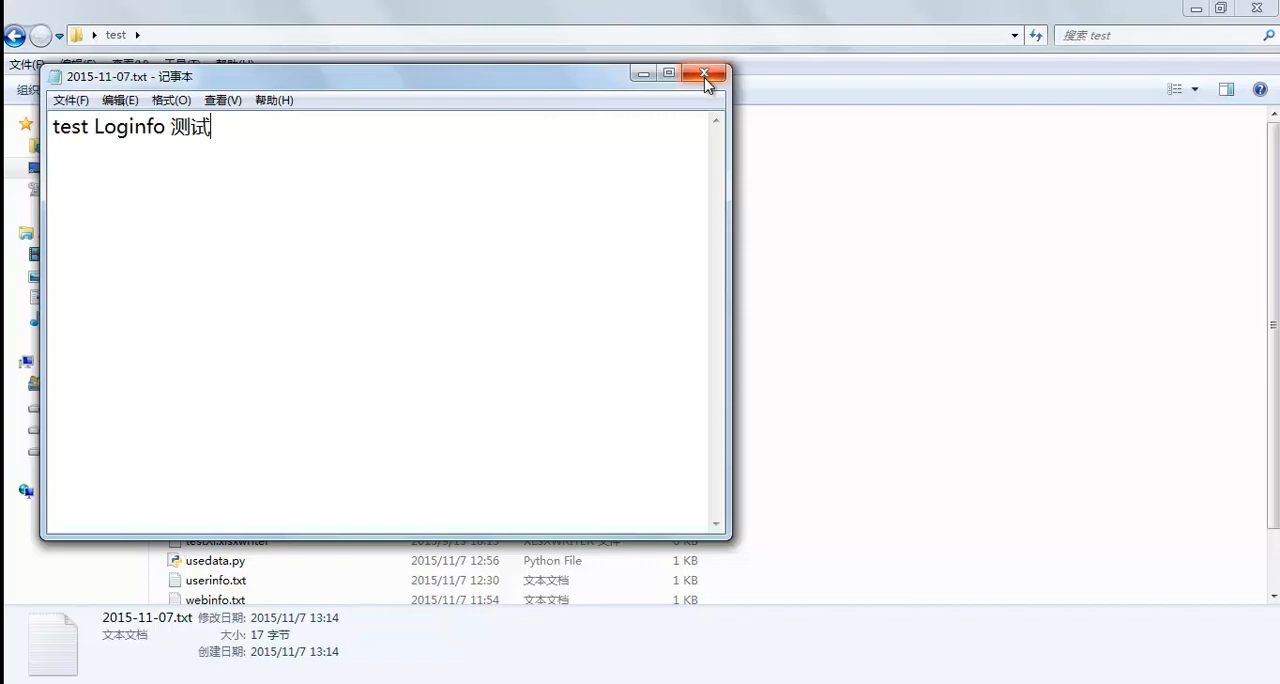 test
搜索 test
文件(F)
组织
2015-11-07.txt - 记事本
文件(F) 编辑(E) 格式(O) 查看(V) 帮助(H)
test Loginfo 测试
usedata.py 2015/11/7 12:56 Python File 1 KB
userinfo.txt 2015/11/7 12:30 文本文档 1 KB
webinfo.txt 2015/11/7 11:54 文本文档 1 KB
2015-11-07.txt 修改日期: 2015/11/7 13:14
文本文档 大小: 17 字节
创建日期: 2015/11/7 13:14